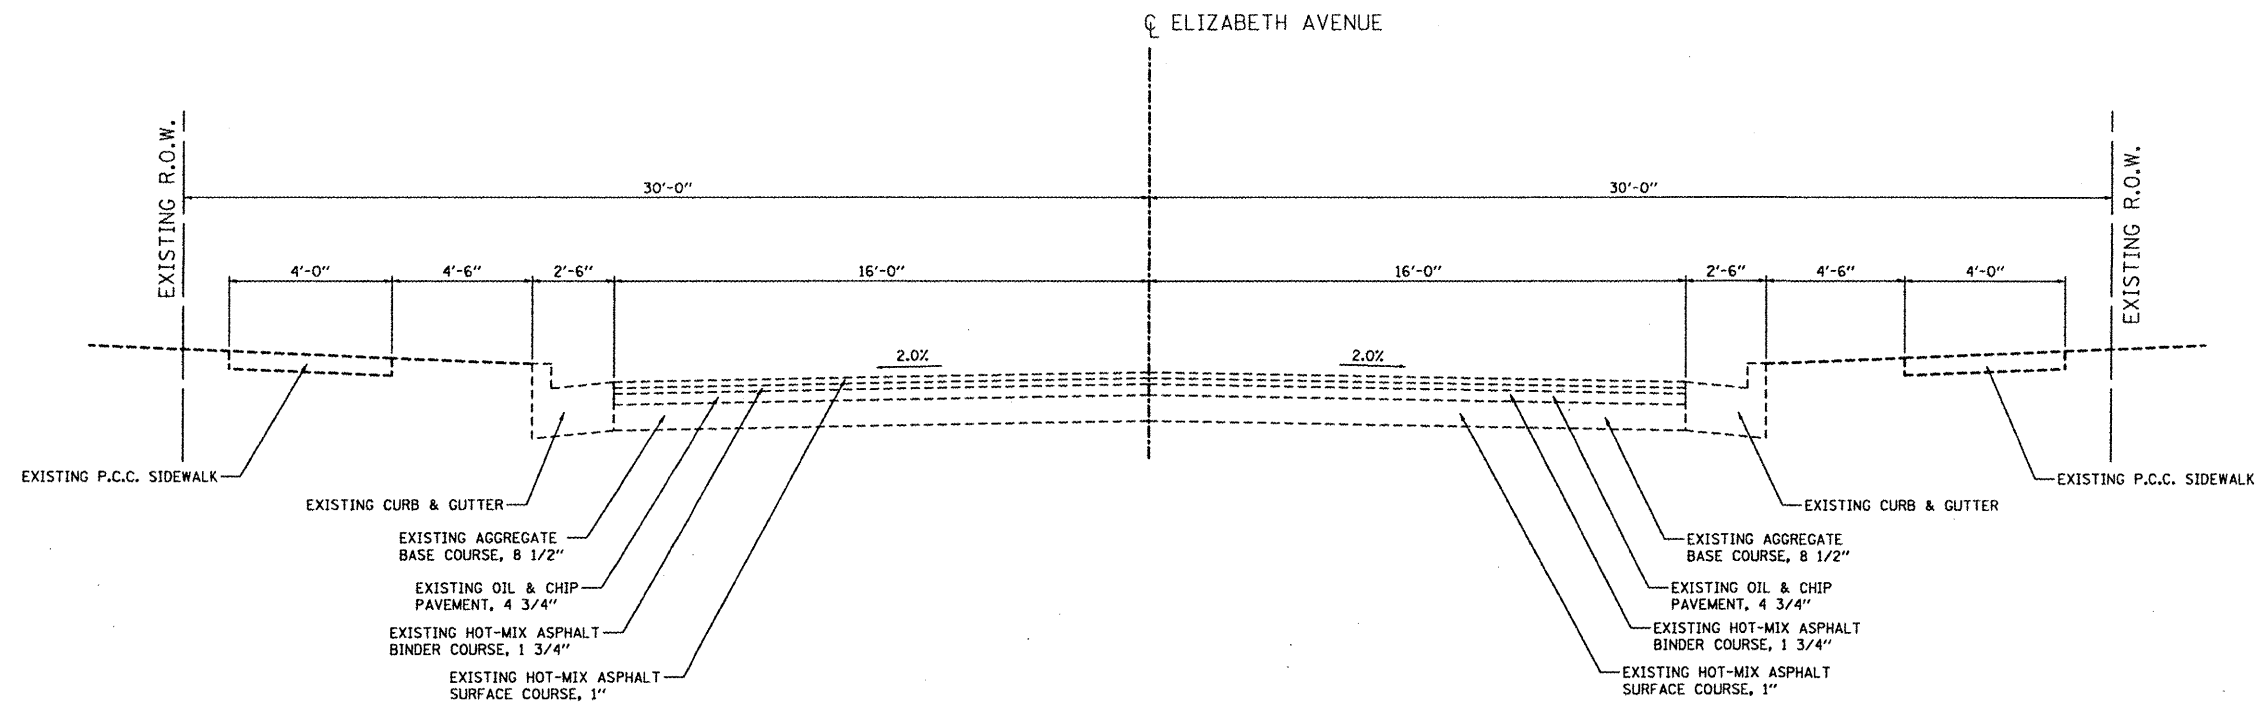 ℄ ELIZABETH AVENUE
EXISTING R.O.W.
EXISTING R.O.W.
30'-0"
30'-0"
4'-0"
4'-6"
2'-6"
16'-0"
16'-0"
2'-6"
4'-6"
4'-0"
2.0%
2.0%
EXISTING P.C.C. SIDEWALK
EXISTING CURB & GUTTER
EXISTING AGGREGATE
BASE COURSE, 8 1/2"
EXISTING OIL & CHIP
PAVEMENT, 4 3/4"
EXISTING HOT-MIX ASPHALT
BINDER COURSE, 1 3/4"
EXISTING HOT-MIX ASPHALT
SURFACE COURSE, 1"
EXISTING P.C.C. SIDEWALK
EXISTING CURB & GUTTER
EXISTING AGGREGATE
BASE COURSE, 8 1/2"
EXISTING OIL & CHIP
PAVEMENT, 4 3/4"
EXISTING HOT-MIX ASPHALT
BINDER COURSE, 1 3/4"
EXISTING HOT-MIX ASPHALT
SURFACE COURSE, 1"